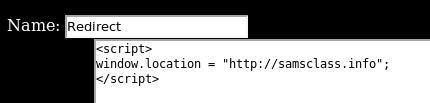 Name: Redirect
<script>
window.location = "http://samsclass.info";
</script>